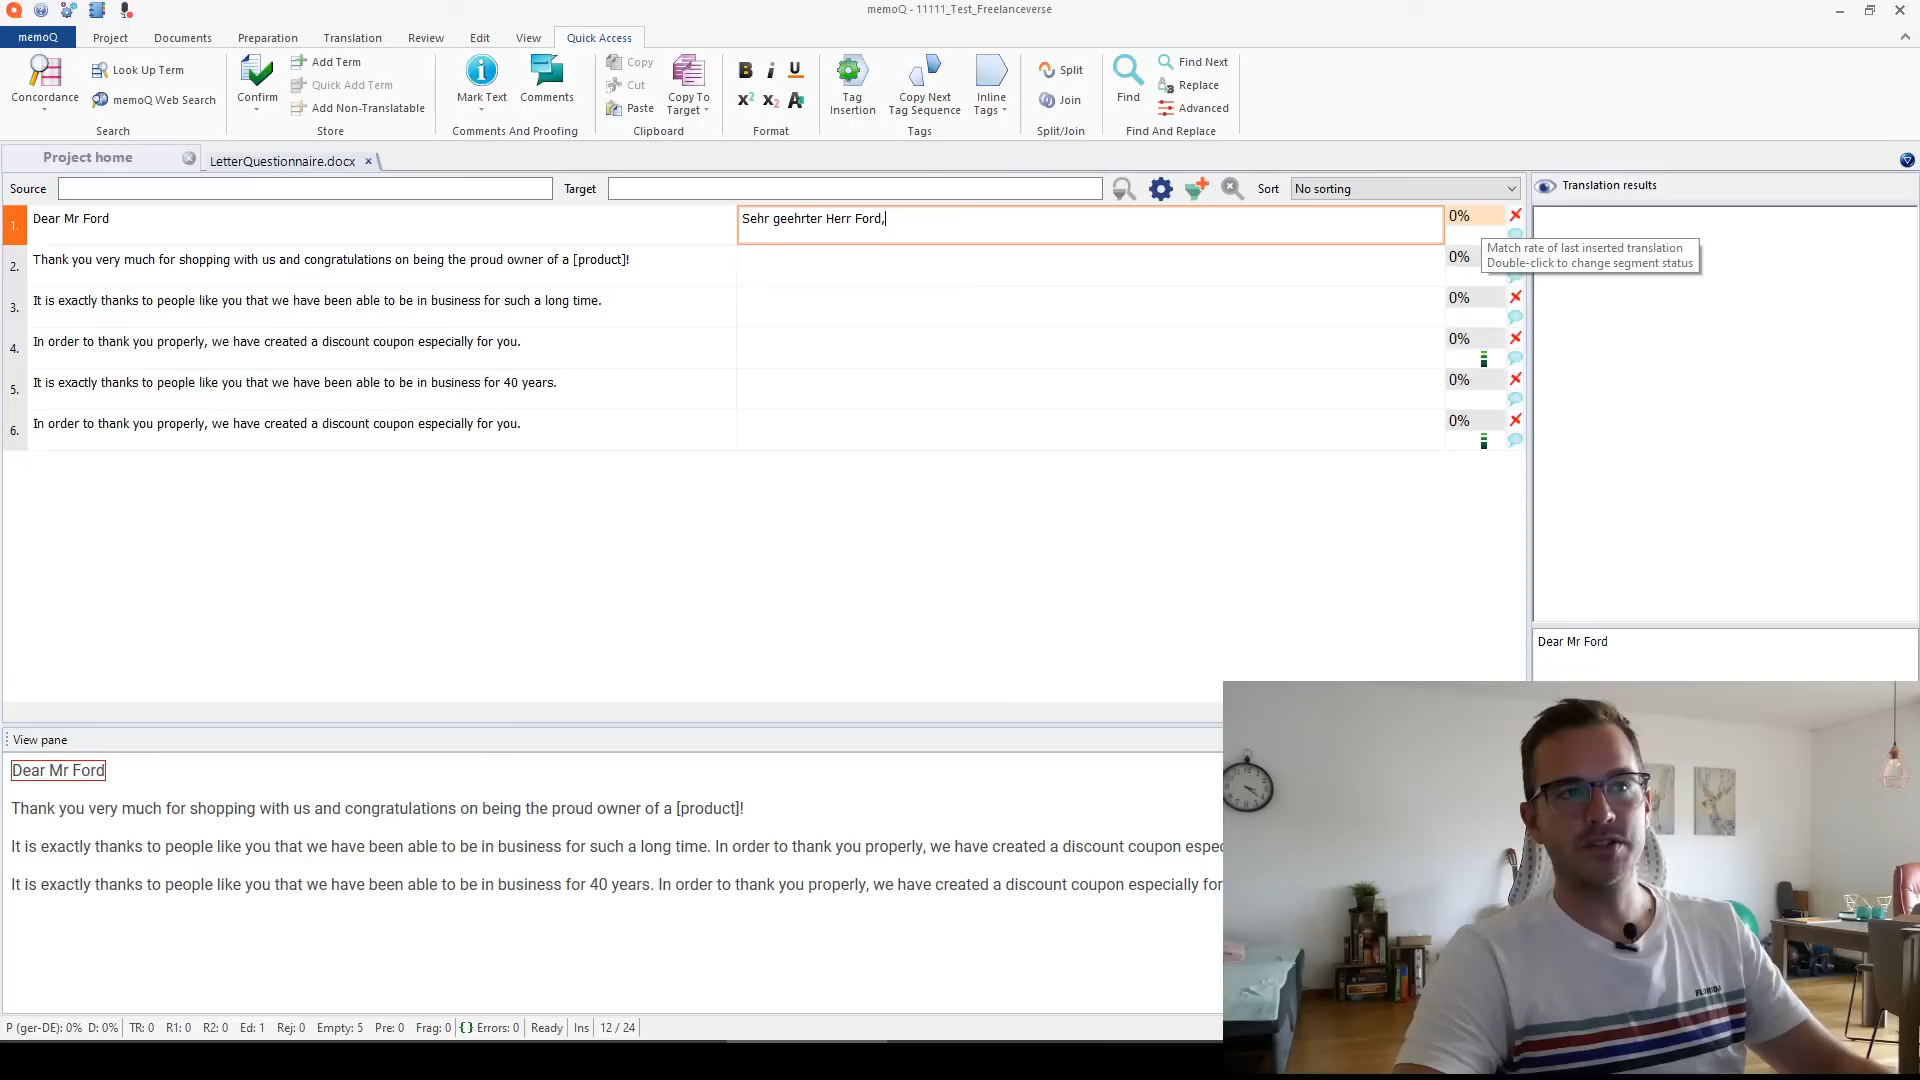 memoQ - 11111_Test_Freelanceverse
memoQ Project Documents Preparation Translation Review Edit View Quick Access
Concordance
Look Up Term
memoQ Web Search
Search
Confirm
Add Term
Quick Add Term
Add Non-Translatable
Store
Mark Text
Comments
Comments And Proofing
Copy
Cut
Paste
Copy To
Target
Clipboard
B i U
x² x₂ A
Format
Tag
Insertion
Copy Next
Tag Sequence
Inline
Tags
Tags
Split
Join
Split/Join
Find
Find Next
Replace
Advanced
Find And Replace
Project home
LetterQuestionnaire.docx
Source
Target
Sort No sorting
Translation results
1. Dear Mr Ford Sehr geehrter Herr Ford, 0%
Match rate of last inserted translation
Double-click to change segment status
2. Thank you very much for shopping with us and congratulations on being the proud owner of a [product]! 0%
3. It is exactly thanks to people like you that we have been able to be in business for such a long time. 0%
4. In order to thank you properly, we have created a discount coupon especially for you. 0%
5. It is exactly thanks to people like you that we have been able to be in business for 40 years. 0%
6. In order to thank you properly, we have created a discount coupon especially for you. 0%
Dear Mr Ford
View pane
Dear Mr Ford
Thank you very much for shopping with us and congratulations on being the proud owner of a [product]!
It is exactly thanks to people like you that we have been able to be in business for such a long time. In order to thank you properly, we have created a discount coupon espec
It is exactly thanks to people like you that we have been able to be in business for 40 years. In order to thank you properly, we have created a discount coupon especially for
FLORIDA
P (ger-DE): 0% D: 0% TR: 0 R1: 0 R2: 0 Ed: 1 Rej: 0 Empty: 5 Pre: 0 Frag: 0 {} Errors: 0 Ready Ins 12 / 24